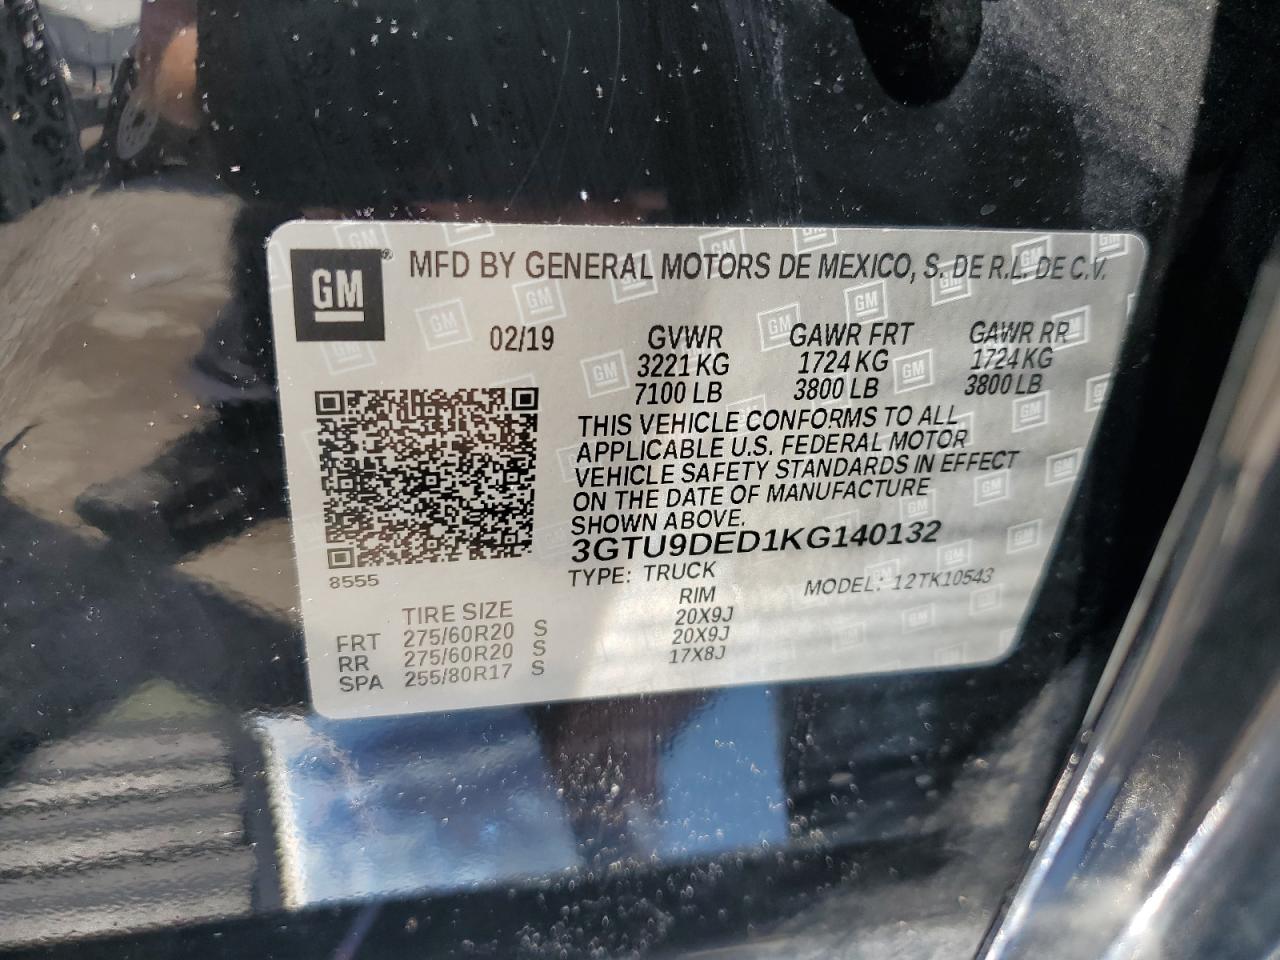 GM
MFD BY GENERAL MOTORS DE MEXICO, S. DE R.L. DE C.V.
02/19 GVWR GAWR FRT GAWR RR
3221 KG 1724 KG 1724 KG
7100 LB 3800 LB 3800 LB
THIS VEHICLE CONFORMS TO ALL
APPLICABLE U.S. FEDERAL MOTOR
VEHICLE SAFETY STANDARDS IN EFFECT
ON THE DATE OF MANUFACTURE
SHOWN ABOVE.
3GTU9DED1KG140132
8555
TYPE: TRUCK MODEL: 12TK10543
TIRE SIZE RIM
FRT 275/60R20 S 20X9J
RR 275/60R20 S 20X9J
SPA 255/80R17 S 17X8J